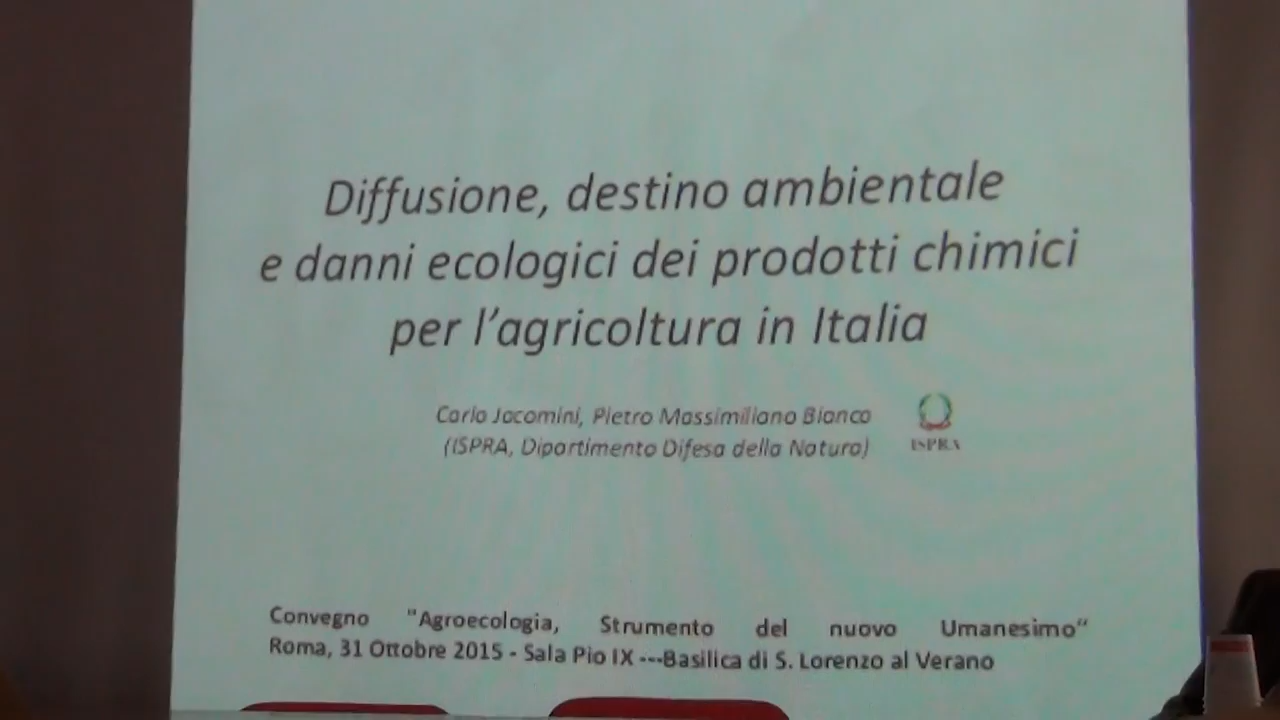 Diffusione, destino ambientale
e danni ecologici dei prodotti chimici
per l'agricoltura in Italia
Carlo Jacomini, Pietro Massimiliano Bianco
(ISPRA, Dipartimento Difesa della Natura)
ISPRA
Convegno "Agroecologia, Strumento del nuovo Umanesimo"
Roma, 31 Ottobre 2015 - Sala Pio IX ---Basilica di S. Lorenzo al Verano